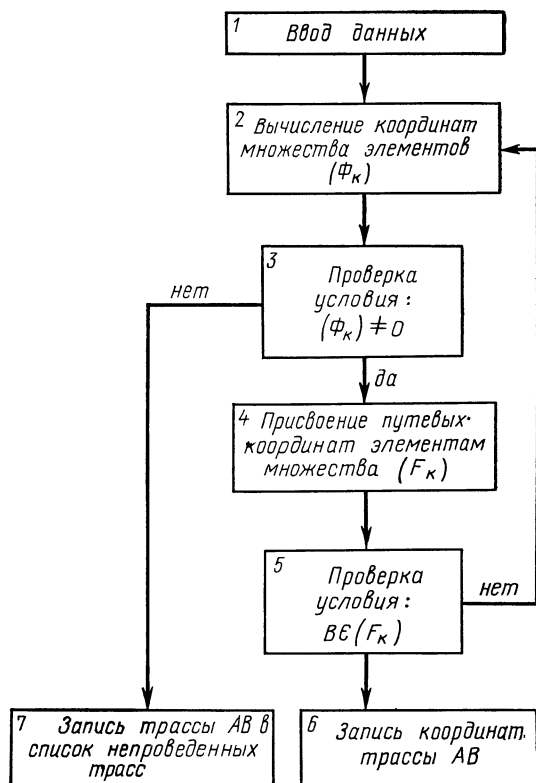 1 Ввод данных
2 Вычисление координат
множества элементов
(Фк)
3 Проверка
условия:
(Фк) ≠ 0
нет
да
4 Присвоение путевых
координат элементам
множества (Fк)
5 Проверка
условия:
B∈(Fк)
нет
7 Запись трассы AB в
список непроведенных
трасс
6 Запись координат
трассы AB